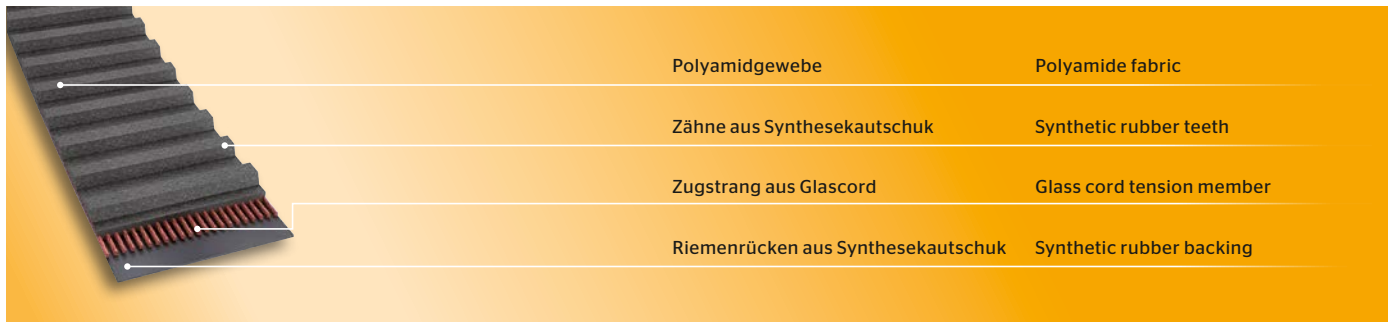 Polyamidgewebe Polyamide fabric
Zähne aus Synthesekautschuk Synthetic rubber teeth
Zugstrang aus Glascord Glass cord tension member
Riemenrücken aus Synthesekautschuk Synthetic rubber backing